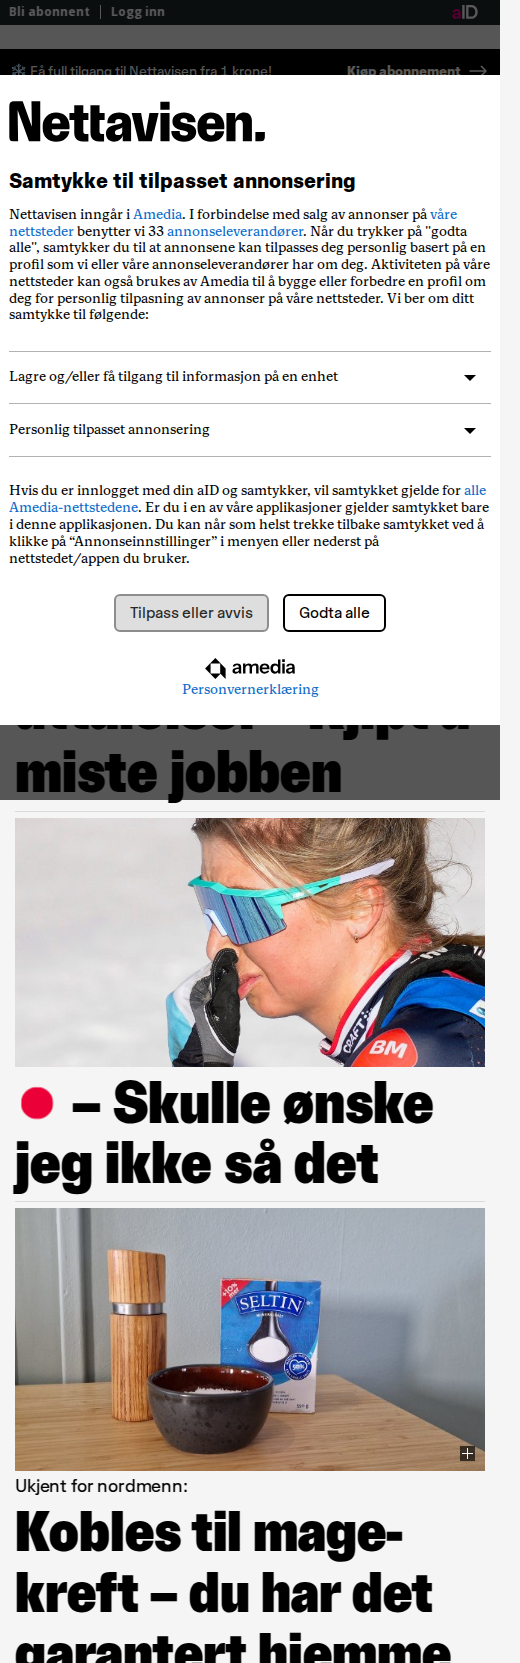 Bli abonnent | Logg inn
aID
Få full tilgang til Nettavisen fra 1 krone!
Kjøp abonnement →
Nettavisen.
Samtykke til tilpasset annonsering
Nettavisen inngår i Amedia. I forbindelse med salg av annonser på våre
nettsteder benytter vi 33 annonseleverandører. Når du trykker på "godta
alle", samtykker du til at annonsene kan tilpasses deg personlig basert på en
profil som vi eller våre annonseleverandører har om deg. Aktiviteten på våre
nettsteder kan også brukes av Amedia til å bygge eller forbedre en profil om
deg for personlig tilpasning av annonser på våre nettsteder. Vi ber om ditt
samtykke til følgende:
Lagre og/eller få tilgang til informasjon på en enhet
Personlig tilpasset annonsering
Hvis du er innlogget med din aID og samtykker, vil samtykket gjelde for alle
Amedia-nettstedene. Er du i en av våre applikasjoner gjelder samtykket bare
i denne applikasjonen. Du kan når som helst trekke tilbake samtykket ved å
klikke på “Annonseinnstillinger” i menyen eller nederst på
nettstedet/appen du bruker.
Tilpass eller avvis
Godta alle
amedia
Personvernerklæring
miste jobben
CRAFT
BM
– Skulle ønske
jeg ikke så det
+10%
SELTIN
Ukjent for nordmenn:
Kobles til mage-
kreft – du har det
garantert hjemme